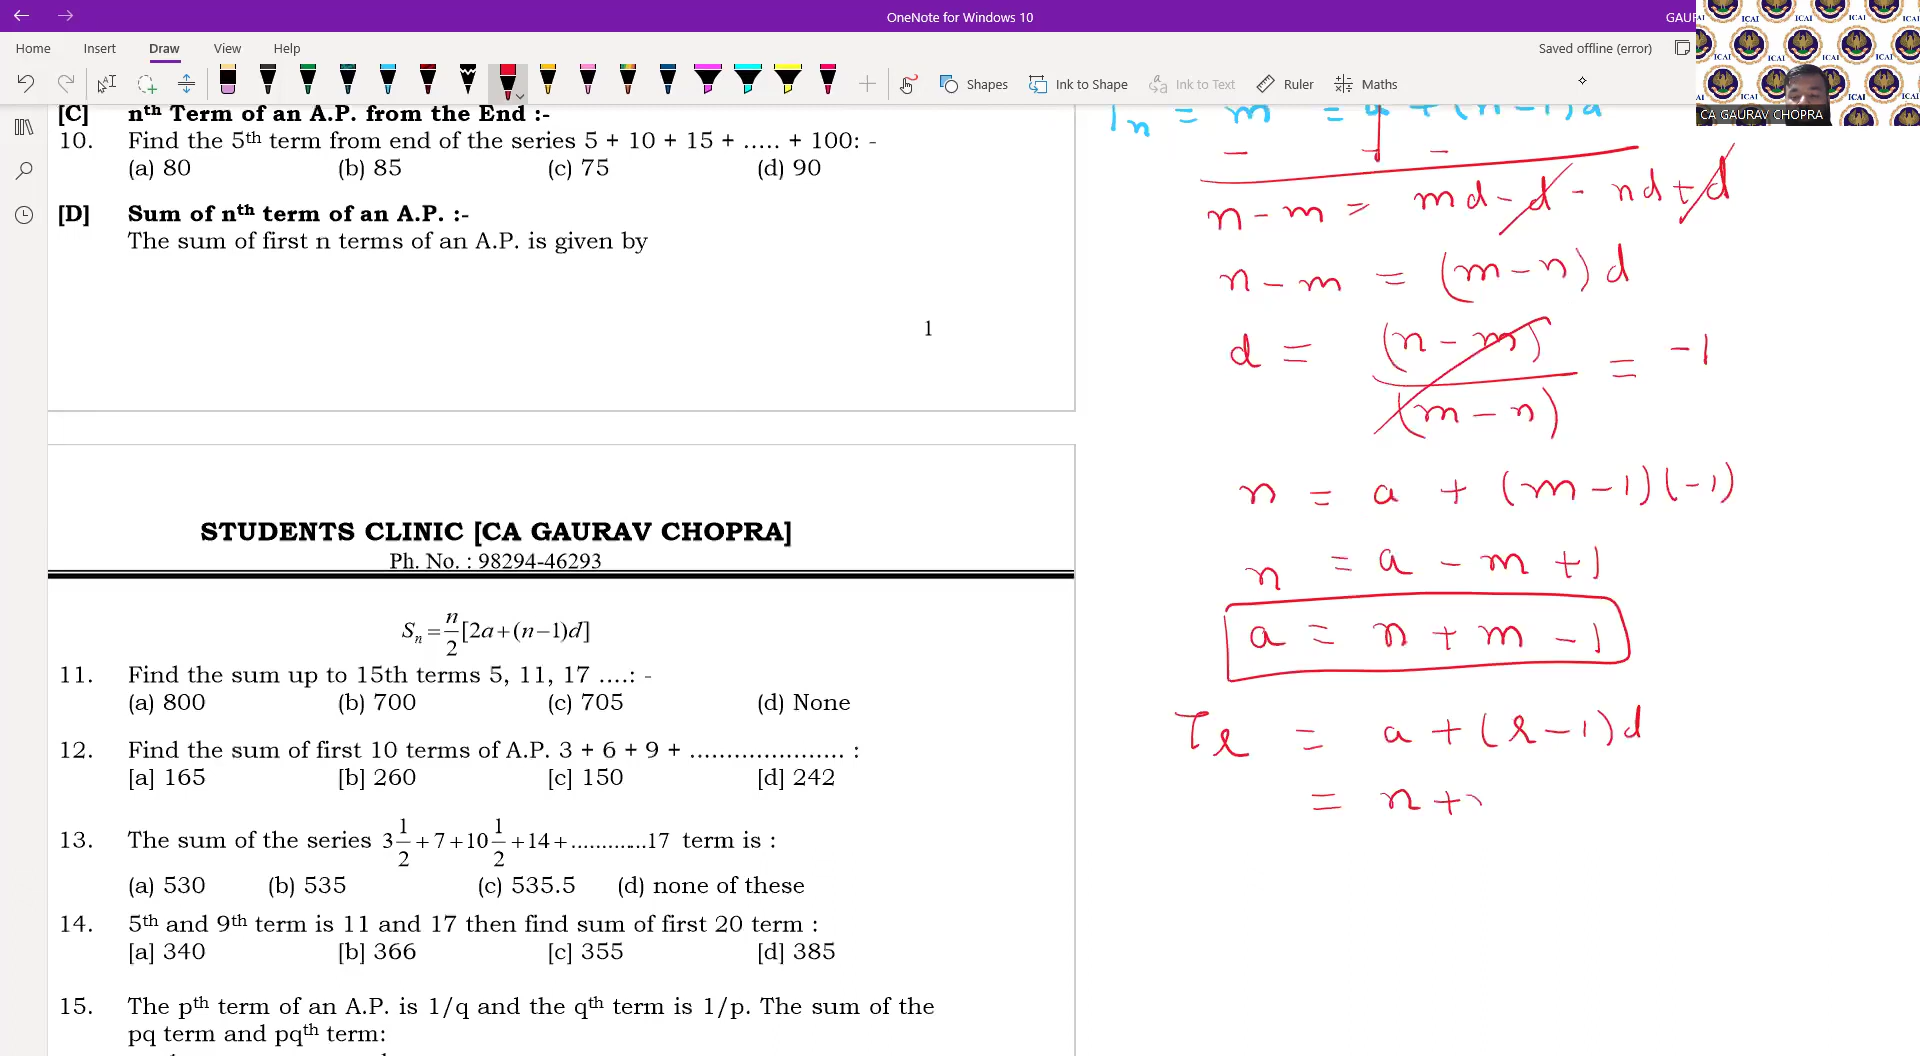 OneNote for Windows 10
GAUR
Home Insert Draw View Help
Saved offline (error)
Shapes Ink to Shape Ink to Text Ruler Maths
CA GAURAV CHOPRA
[C] nth Term of an A.P. from the End :-
10. Find the 5th term from end of the series 5 + 10 + 15 + ..... + 100: -
(a) 80 (b) 85 (c) 75 (d) 90
[D] Sum of nth term of an A.P. :-
The sum of first n terms of an A.P. is given by
1
STUDENTS CLINIC [CA GAURAV CHOPRA]
Ph. No. : 98294-46293
Sn = n/2 [2a+(n−1)d]
11. Find the sum up to 15th terms 5, 11, 17 ....: -
(a) 800 (b) 700 (c) 705 (d) None
12. Find the sum of first 10 terms of A.P. 3 + 6 + 9 + ...................... :
[a] 165 [b] 260 [c] 150 [d] 242
13. The sum of the series 3 1/2 + 7 + 10 1/2 + 14 + .............17 term is :
(a) 530 (b) 535 (c) 535.5 (d) none of these
14. 5th and 9th term is 11 and 17 then find sum of first 20 term :
[a] 340 [b] 366 [c] 355 [d] 385
15. The pth term of an A.P. is 1/q and the qth term is 1/p. The sum of the
pq term and pqth term:
Tn = m = a + (n-1)d
n - m = md - d - nd + d
n - m = (m - n) d
d = (n - m) / (m - n) = -1
n = a + (m - 1)(-1)
n = a - m + 1
a = n + m - 1
Tr = a + (r - 1)d
= n +